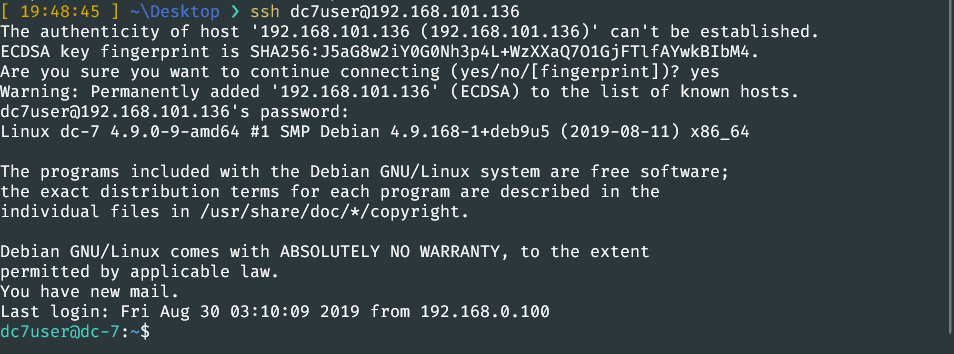 [ 19:48:45 ] ~\Desktop ❯ ssh dc7user@192.168.101.136
The authenticity of host '192.168.101.136 (192.168.101.136)' can't be established.
ECDSA key fingerprint is SHA256:J5aG8w2iY0G0Nh3p4L+WzXXaQ7O1GjFTlfAYwkBIbM4.
Are you sure you want to continue connecting (yes/no/[fingerprint])? yes
Warning: Permanently added '192.168.101.136' (ECDSA) to the list of known hosts.
dc7user@192.168.101.136's password:
Linux dc-7 4.9.0-9-amd64 #1 SMP Debian 4.9.168-1+deb9u5 (2019-08-11) x86_64

The programs included with the Debian GNU/Linux system are free software;
the exact distribution terms for each program are described in the
individual files in /usr/share/doc/*/copyright.

Debian GNU/Linux comes with ABSOLUTELY NO WARRANTY, to the extent
permitted by applicable law.
You have new mail.
Last login: Fri Aug 30 03:10:09 2019 from 192.168.0.100
dc7user@dc-7:~$